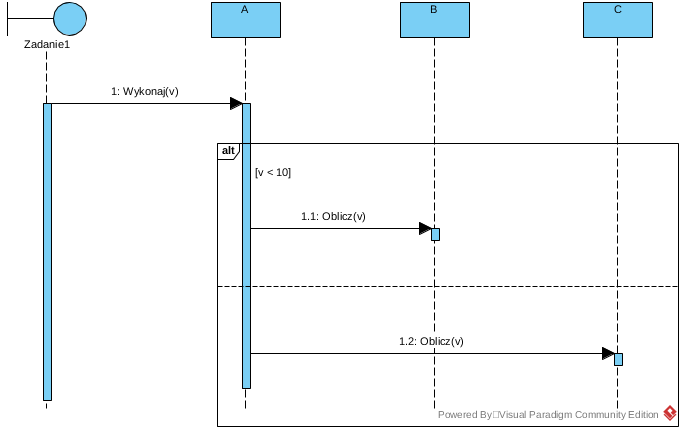 A
B
C
Zadanie1
1: Wykonaj(v)
alt
[v < 10]
1.1: Oblicz(v)
1.2: Oblicz(v)
Powered By□Visual Paradigm Community Edition